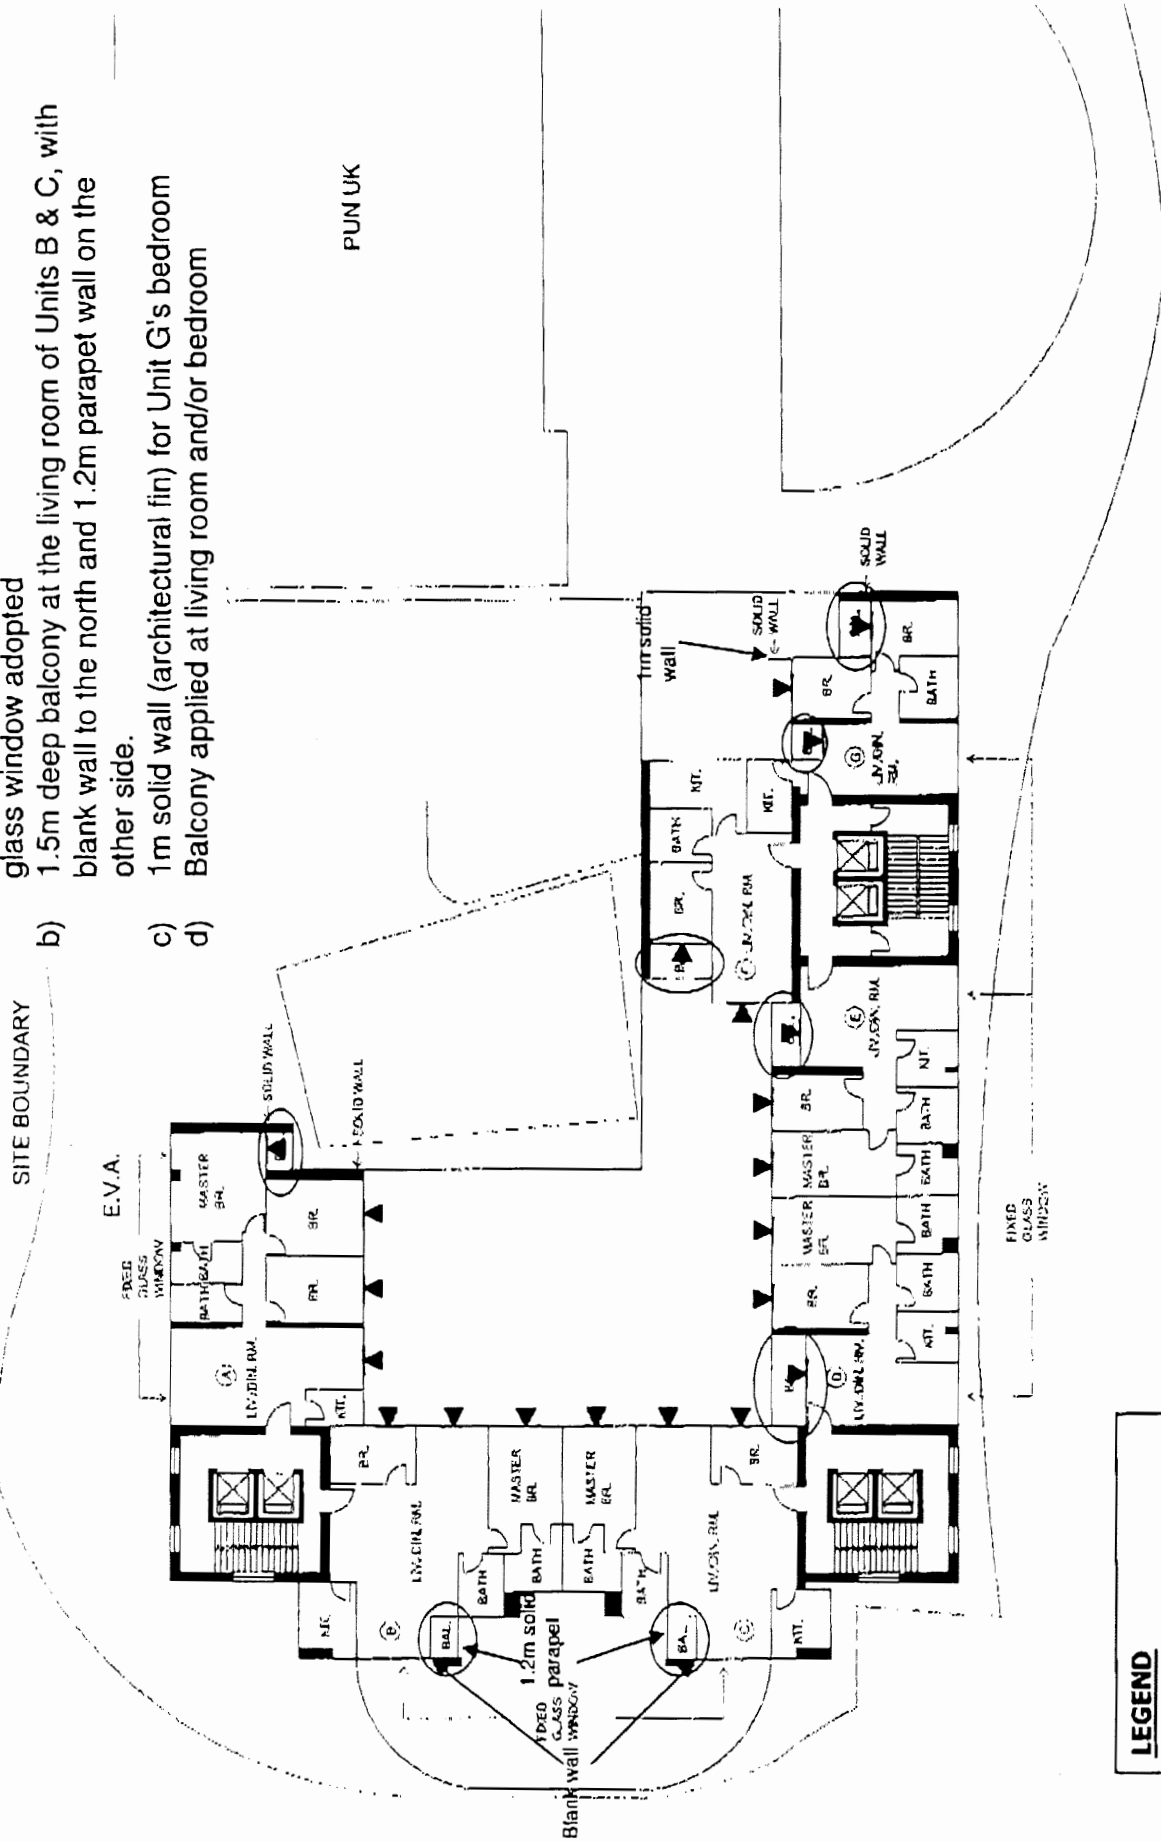 glass window adopted
b) 1.5m deep balcony at the living room of Units B & C, with
blank wall to the north and 1.2m parapet wall on the
other side.
c) 1m solid wall (architectural fin) for Unit G's bedroom
d) Balcony applied at living room and/or bedroom
SITE BOUNDARY
E.V.A.
PUN UK
FIXED
GLASS
WINDOW
MASTER
BR.
BATH
BATH
SOLID WALL
SOLID WALL
BR.
BR.
LIV./DIN. RM.
A
KIT.
BR.
LIV./DIN. RM.
MASTER
BR.
MASTER
BR.
BR.
LIV./DIN. RM.
BATH
BATH
BATH
BATH
KIT.
B
BAL.
BAL.
C
KIT.
1.2m solid
parapel
FIXED
GLASS
WINDOW
Blank wall
D
LIV./DIN. RM.
KIT.
BR.
MASTER
BR.
MASTER
BR.
BR.
BATH
BATH
BATH
BATH
KIT.
E
LIV./DIN. RM.
FIXED
GLASS
WINDOW
LIV./DIN. RM.
BR.
BATH
KIT.
KIT.
1m solid
wall
SOLID
WALL
SOLID
WALL
G
LIV./DIN.
RM.
BR.
BR.
BATH
LEGEND